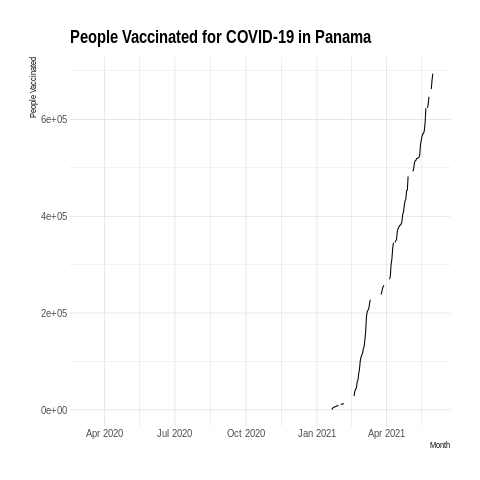 People Vaccinated for COVID-19 in Panama
People Vaccinated
6e+05
4e+05
2e+05
0e+00
Apr 2020 Jul 2020 Oct 2020 Jan 2021 Apr 2021
Month